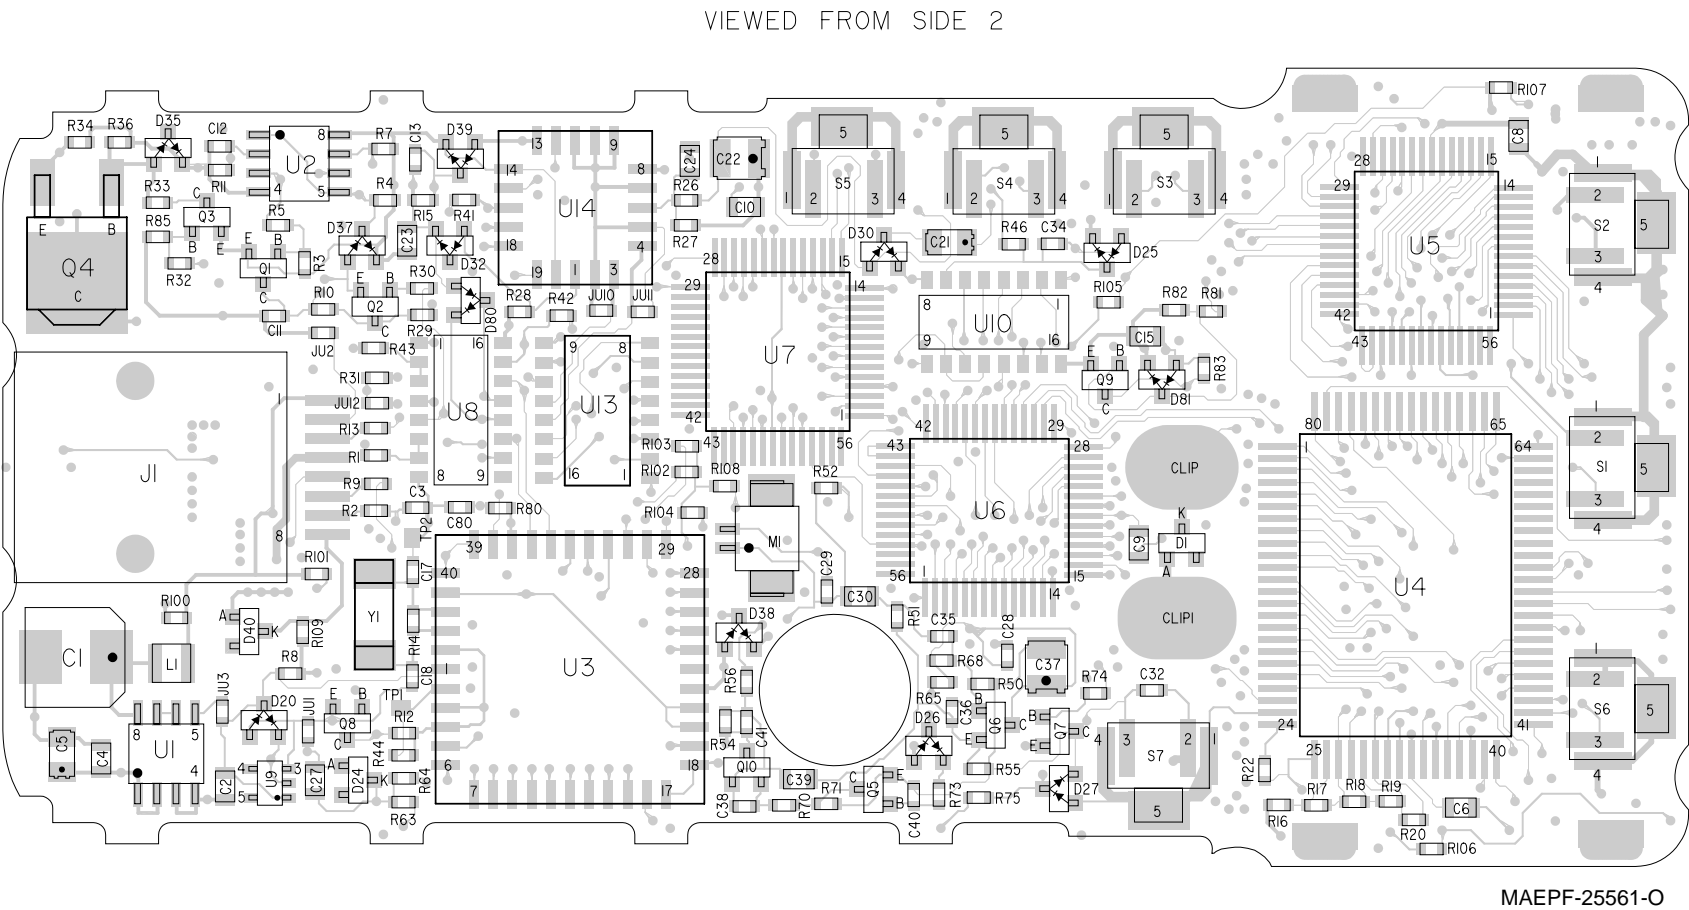 VIEWED FROM SIDE 2
R107
R34 R36 D35 C12 8 R7 C13 D39 13 9 C24 C22 5 5 5 28 15 C8 1
U2 14 8
R11 4 5 R4 R26 S5 S4 S3 29 14 2
R33 C 1 2 3 4 1 2 3 4 1 2 3 4
R85 Q3 R5 R15 R41 U14 C10 S2 5
E B B E D37 C23 R27 D30 C21 R46 C34 D25 U5
Q4 R32 E B Q1 R3 18 4 3
C C D32 19 1 3 28 15 4
R10 E B R30 29 14 R105 R82 R81
C11 Q2 R28 R42 JU10 JU11 8 1 42 1
JU2 C R29 D80 U10 C15 43 56
R43 1 16 9 8 U7 9 16 E B
R31 Q9 D81 R83
JU12 U8 U13 C
1 R13 42 1 42 29 80 65 1
R1 R103 43 56 43 28 1 64 2
J1 R9 8 9 16 1 R102 R108 R52 CLIP S1 5
R2 C3 C80 R80 R104 U6 K 3
8 TP2 39 29 M1 C9 D1 4
R101 40 28 C29 56 1 15 A
C17 C30 14 U4
R100 A D40 K R109 Y1 R14 D38 R51 C35 C28 CLIP1
C1 L1 R8 C18 1 U3 R56 R68 C37 1
JU3 D20 JU1 E B TP1 R65 R50 R74 C32 2
8 5 Q8 R12 R54 C41 C36 B Q6 C B Q7 C 4 3 2 1 24 41 S6 5
C5 C4 U1 C R44 6 18 D26 E E S7 25 40 3
4 4 U9 3 A D24 K R64 Q10 C39 C Q5 E R55 R22 4
C2 5 C27 7 17 C38 R70 R71 B C40 R73 R75 D27 5 R17 R18 R19 C6
R63 R16 R20
R106
MAEPF-25561-O